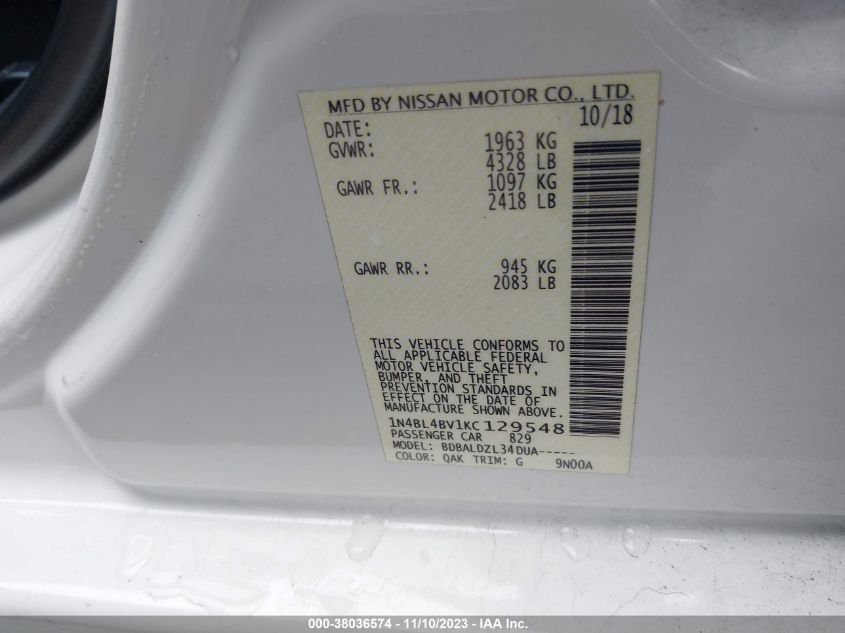 MFD BY NISSAN MOTOR CO., LTD.
DATE: 10/18
GVWR: 1963 KG
4328 LB
GAWR FR.: 1097 KG
2418 LB
GAWR RR.: 945 KG
2083 LB
THIS VEHICLE CONFORMS TO
ALL APPLICABLE FEDERAL
MOTOR VEHICLE SAFETY,
BUMPER, AND THEFT
PREVENTION STANDARDS IN
EFFECT ON THE DATE OF
MANUFACTURE SHOWN ABOVE.
1N4BL4BV1KC129548
PASSENGER CAR 829
MODEL: BDBALDZL34DUA-----
COLOR: QAK TRIM: G 9N00A
000-38036574 - 11/10/2023 - IAA Inc.